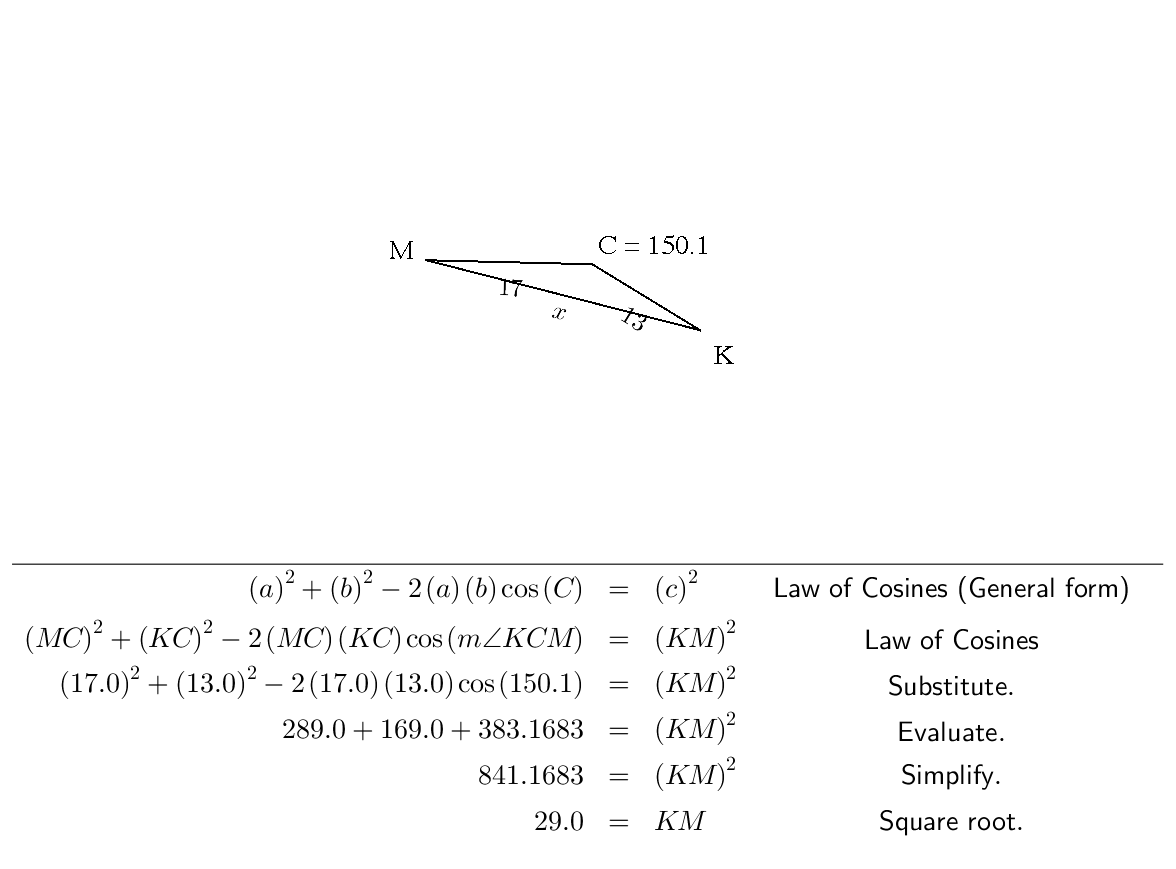 M
C = 150.1
17
x
13
K
(a)² + (b)² − 2 (a) (b) cos (C) = (c)² Law of Cosines (General form)
(MC)² + (KC)² − 2 (MC) (KC) cos (m∠KCM) = (KM)² Law of Cosines
(17.0)² + (13.0)² − 2 (17.0) (13.0) cos (150.1) = (KM)² Substitute.
289.0 + 169.0 + 383.1683 = (KM)² Evaluate.
841.1683 = (KM)² Simplify.
29.0 = KM Square root.